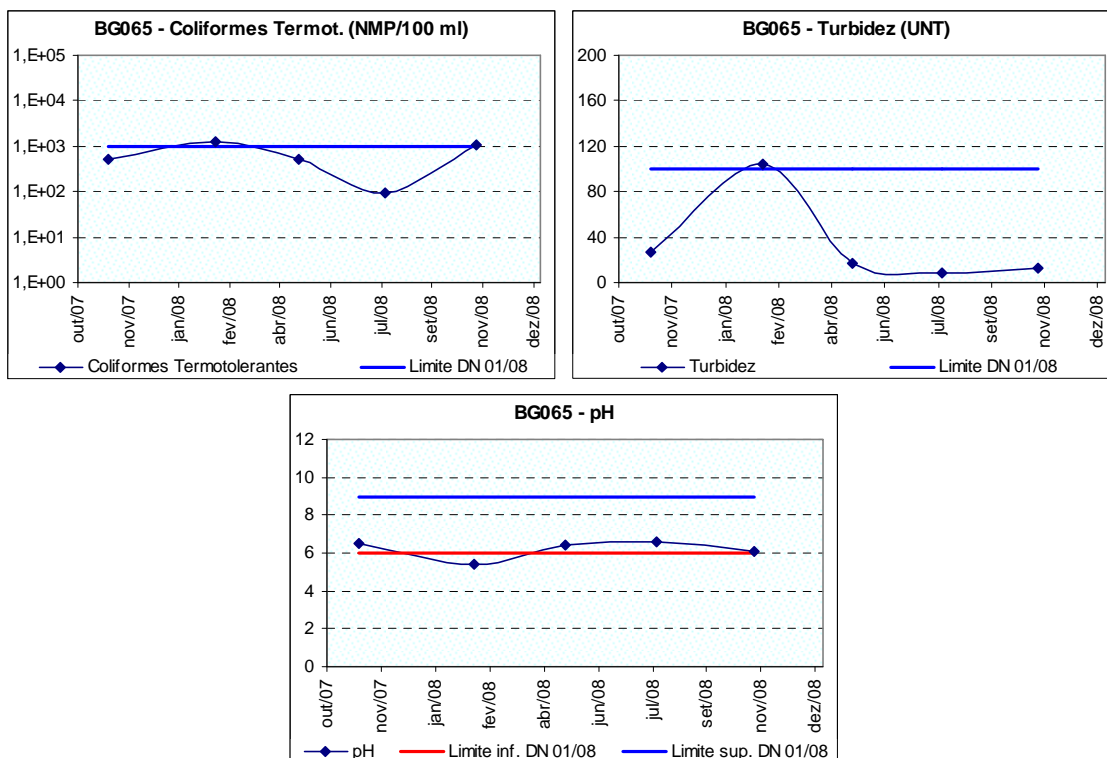 BG065 - Coliformes Termot. (NMP/100 ml)
1,E+05
1,E+04
1,E+03
1,E+02
1,E+01
1,E+00
out/07
nov/07
jan/08
fev/08
abr/08
jun/08
jul/08
set/08
nov/08
dez/08
Coliformes Termotolerantes
Limite DN 01/08
BG065 - Turbidez (UNT)
200
160
120
80
40
0
out/07
nov/07
jan/08
fev/08
abr/08
jun/08
jul/08
set/08
nov/08
dez/08
Turbidez
Limite DN 01/08
BG065 - pH
12
10
8
6
4
2
0
out/07
nov/07
jan/08
fev/08
abr/08
jun/08
jul/08
set/08
nov/08
dez/08
pH
Limite inf. DN 01/08
Limite sup. DN 01/08